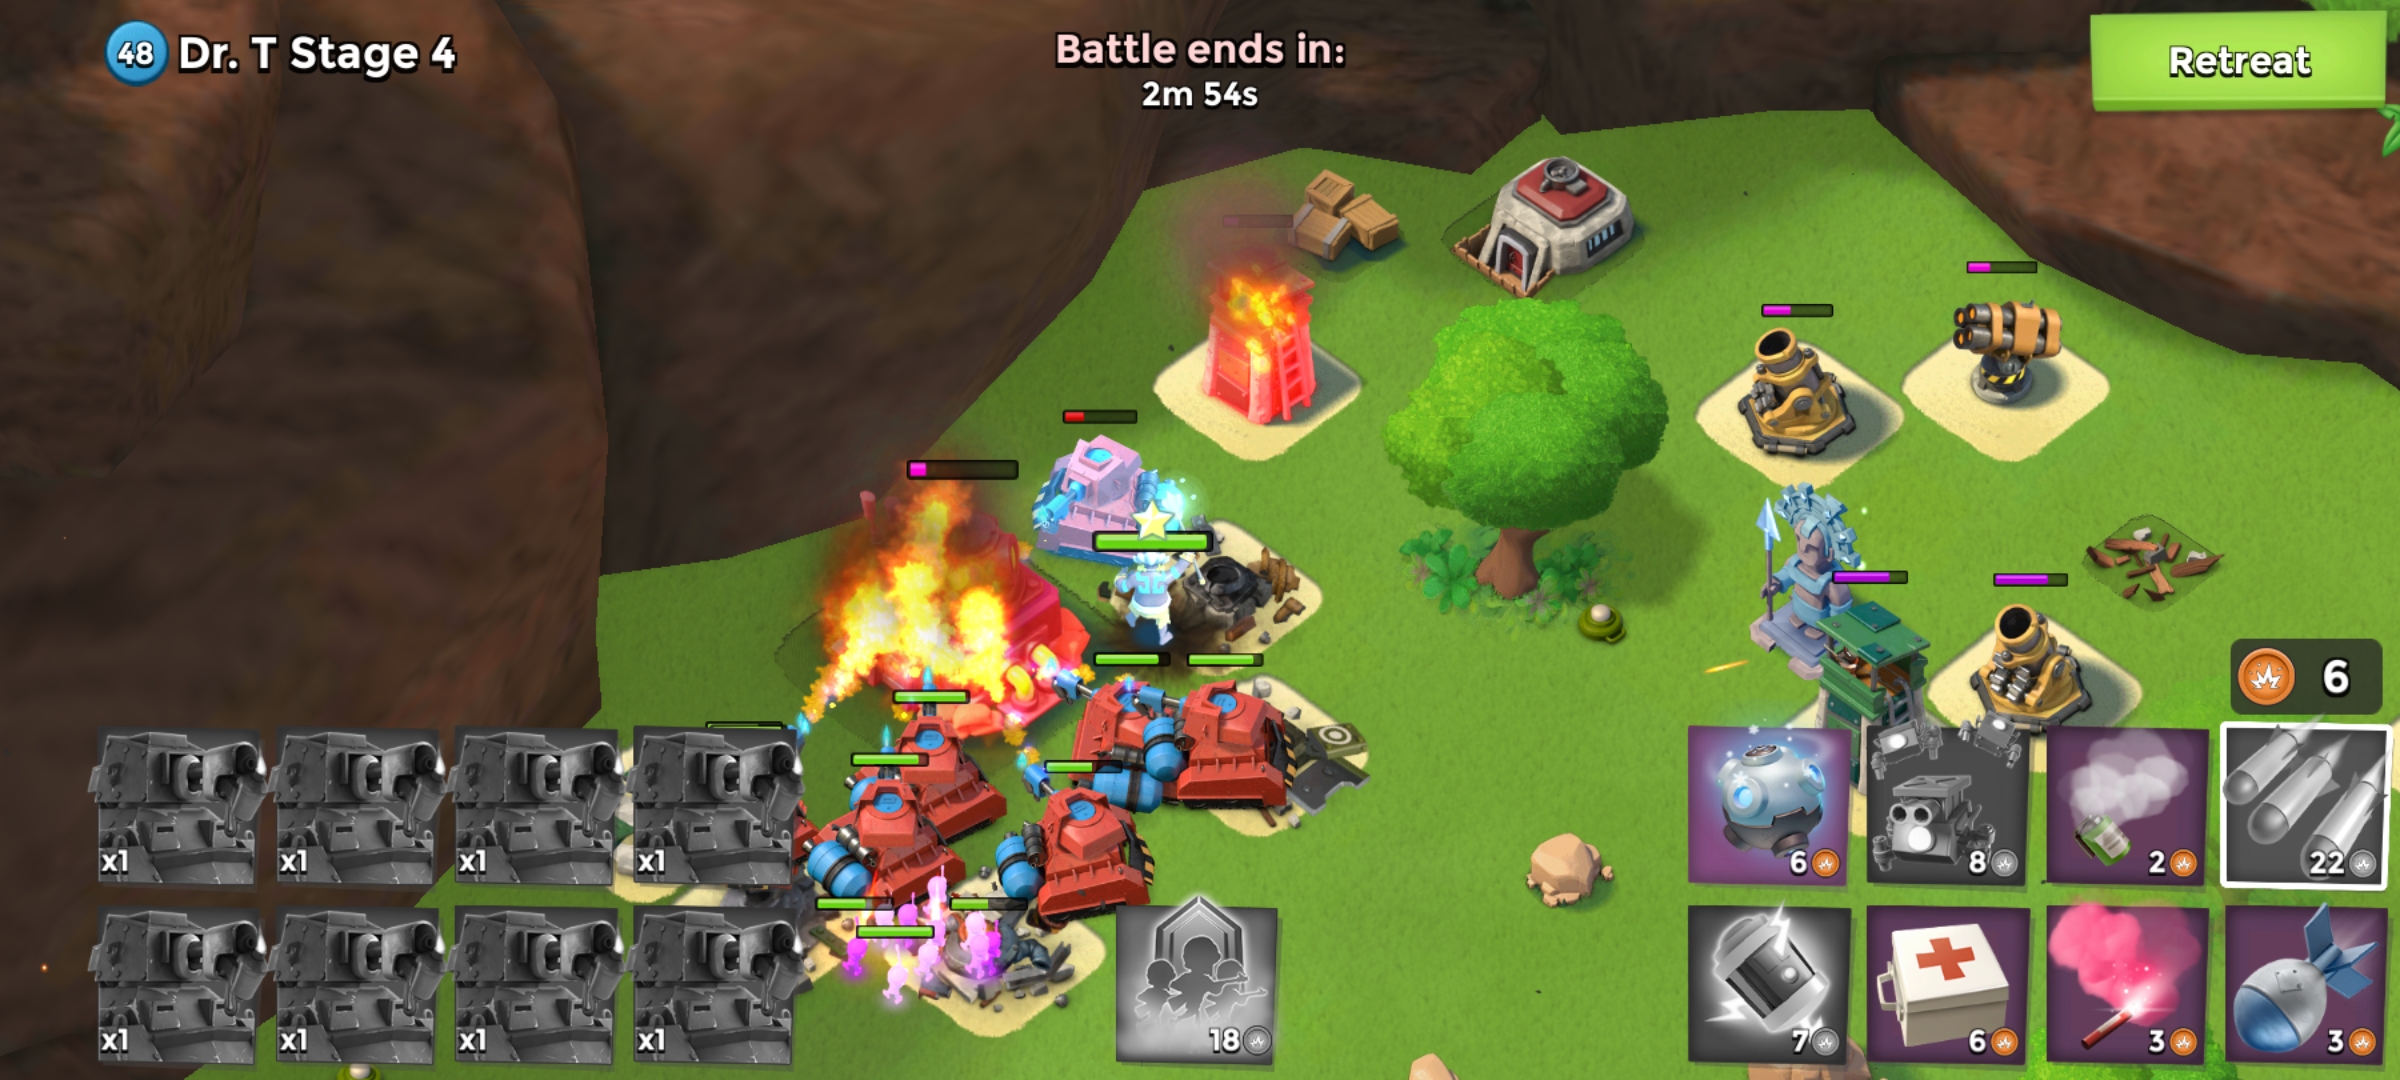 48 Dr. T Stage 4
Battle ends in:
2m 54s
Retreat
6
x1 x1 x1 x1
6 8 2 22
x1 x1 x1 x1
18
7 6 3 3